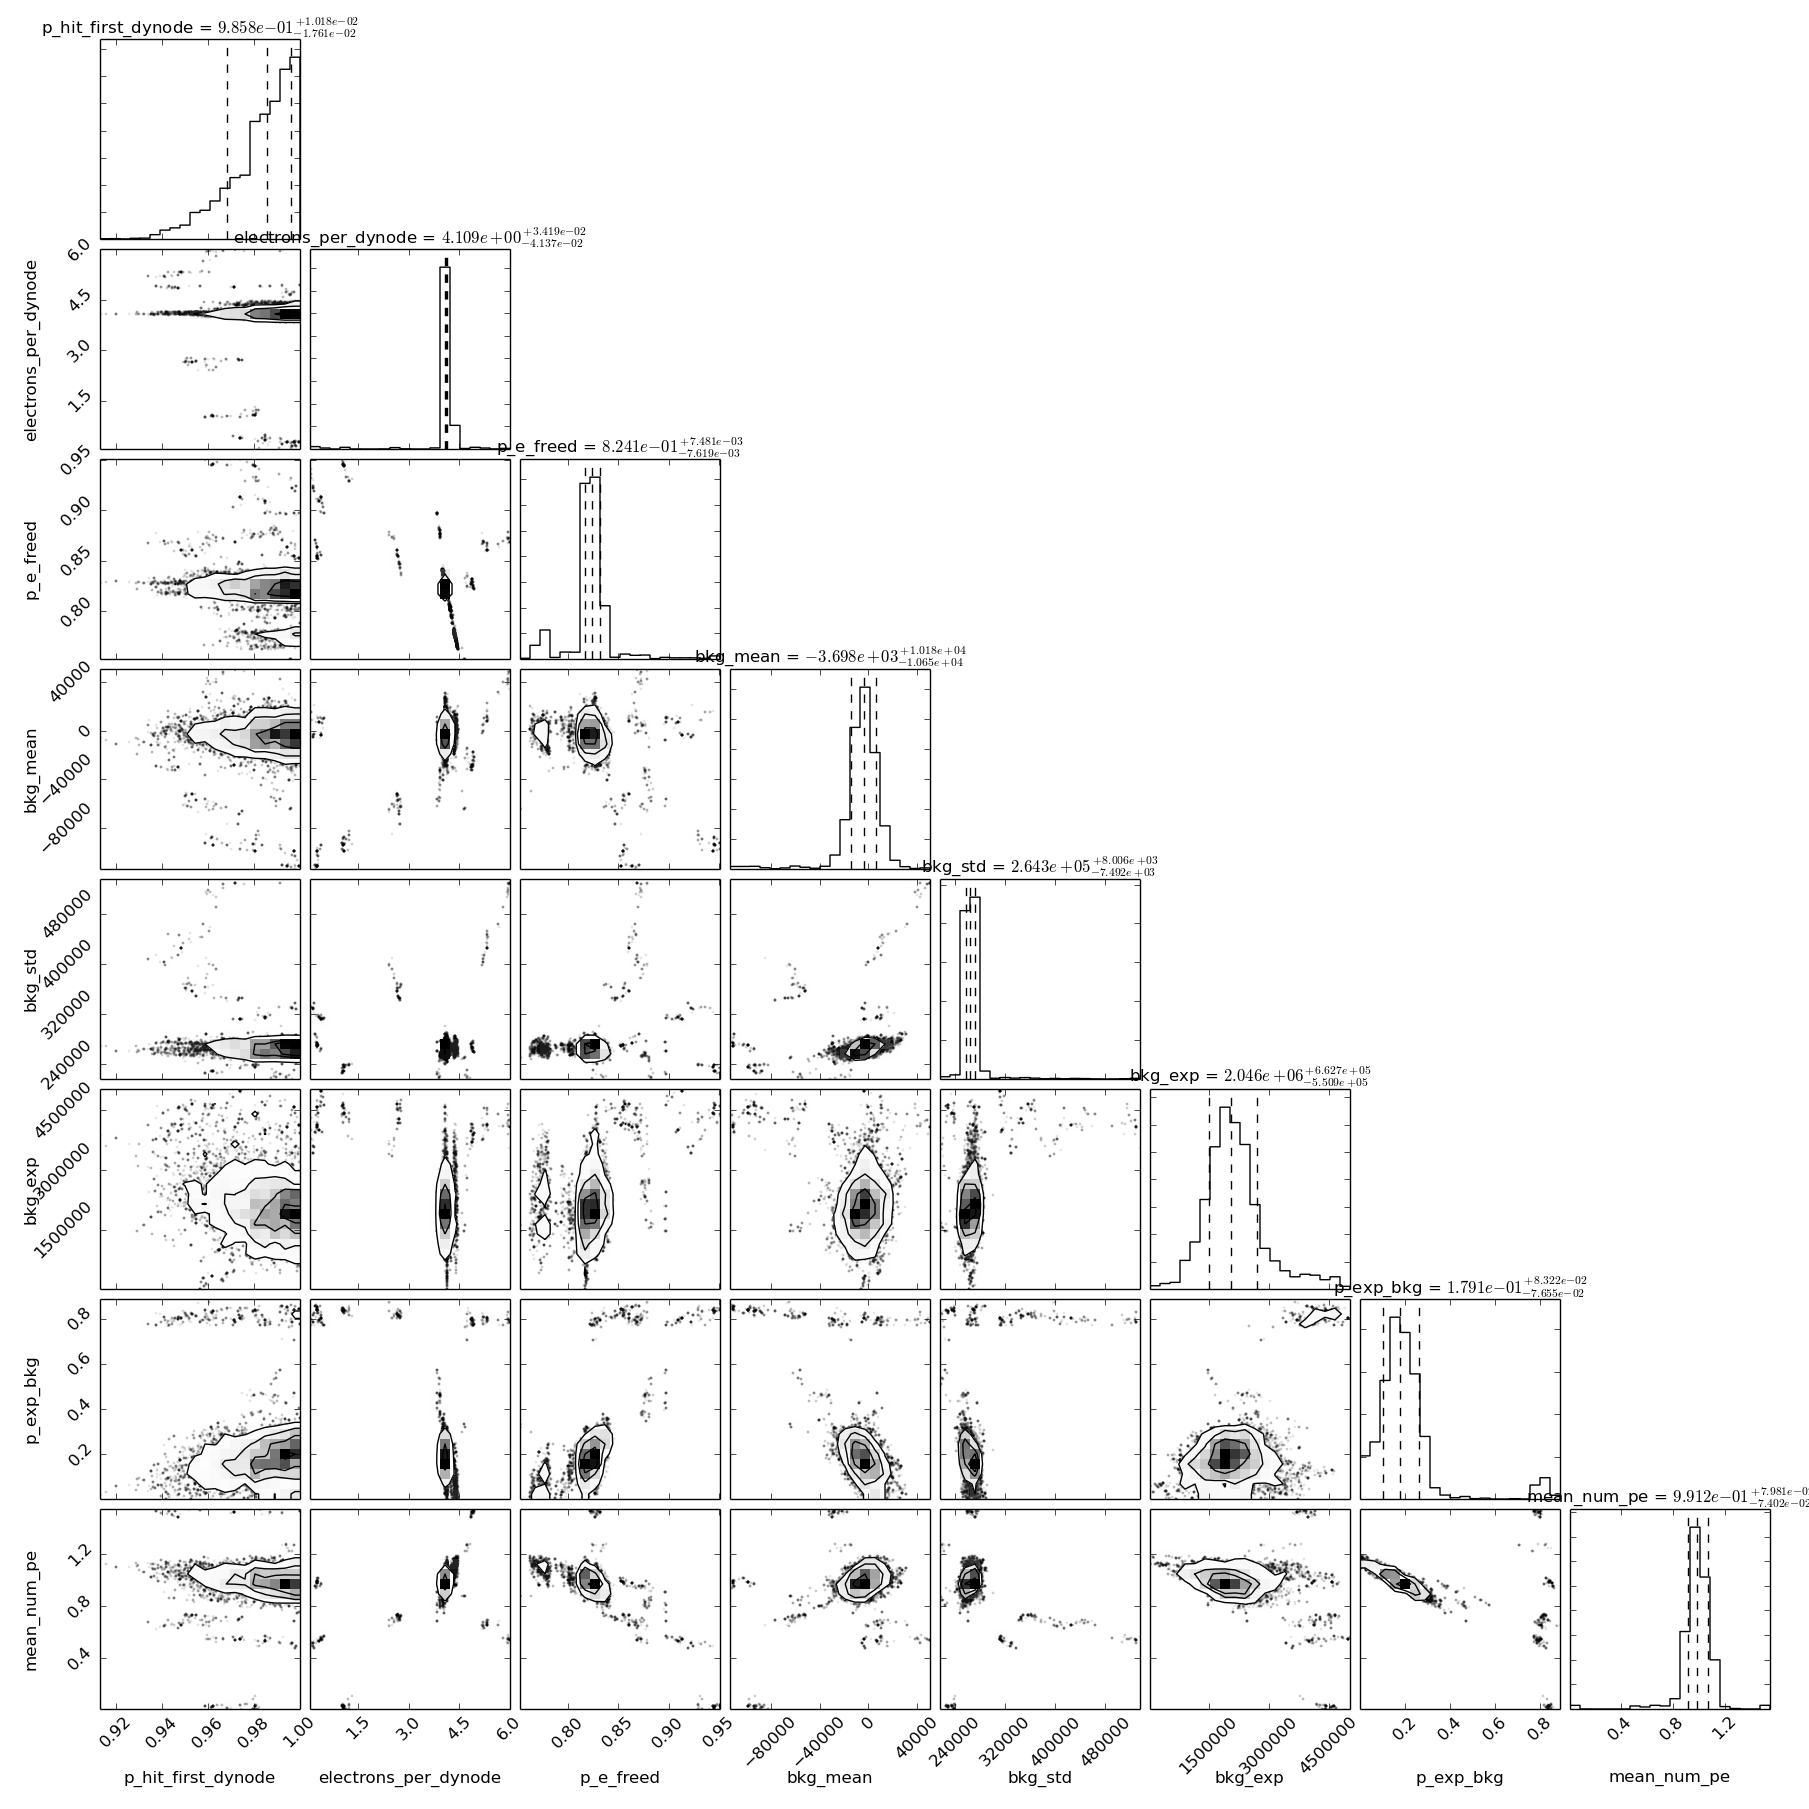 p_hit_first_dynode = 9.858e−01 +1.018e−02 −1.761e−02
electrons_per_dynode = 4.109e+00 +3.419e−02 −4.137e−02
p_e_freed = 8.241e−01 +7.481e−03 −7.619e−03
bkg_mean = −3.698e+03 +1.018e+04 −1.065e+04
bkg_std = 2.643e+05 +8.006e+03 −7.492e+03
bkg_exp = 2.046e+06 +6.627e+05 −5.509e+05
p_exp_bkg = 1.791e−01 +8.322e−02 −7.655e−02
mean_num_pe = 9.912e−01 +7.981e−02 −7.402e−02
electrons_per_dynode
6.0
4.5
3.0
1.5
p_e_freed
0.95
0.90
0.85
0.80
bkg_mean
40000
0
−40000
−80000
bkg_std
480000
400000
320000
240000
bkg_exp
4500000
3000000
1500000
p_exp_bkg
0.8
0.6
0.4
0.2
mean_num_pe
1.2
0.8
0.4
0.92 0.94 0.96 0.98 1.00
1.5 3.0 4.5 6.0
0.80 0.85 0.90 0.95
−80000 −40000 0 40000
240000 320000 400000 480000
1500000 3000000 4500000
0.2 0.4 0.6 0.8
0.4 0.8 1.2
p_hit_first_dynode
electrons_per_dynode
p_e_freed
bkg_mean
bkg_std
bkg_exp
p_exp_bkg
mean_num_pe